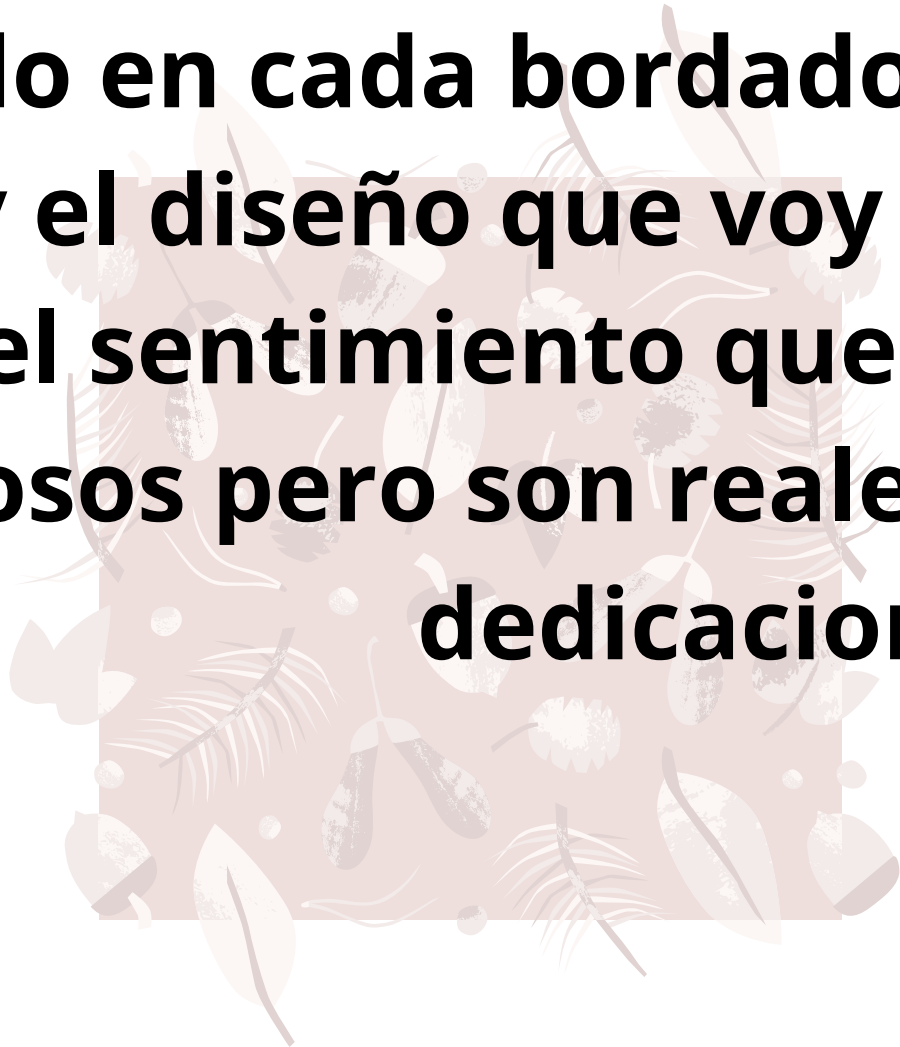 lo en cada bordado
y el diseño que voy
el sentimiento que
osos pero son reale
dedicacion